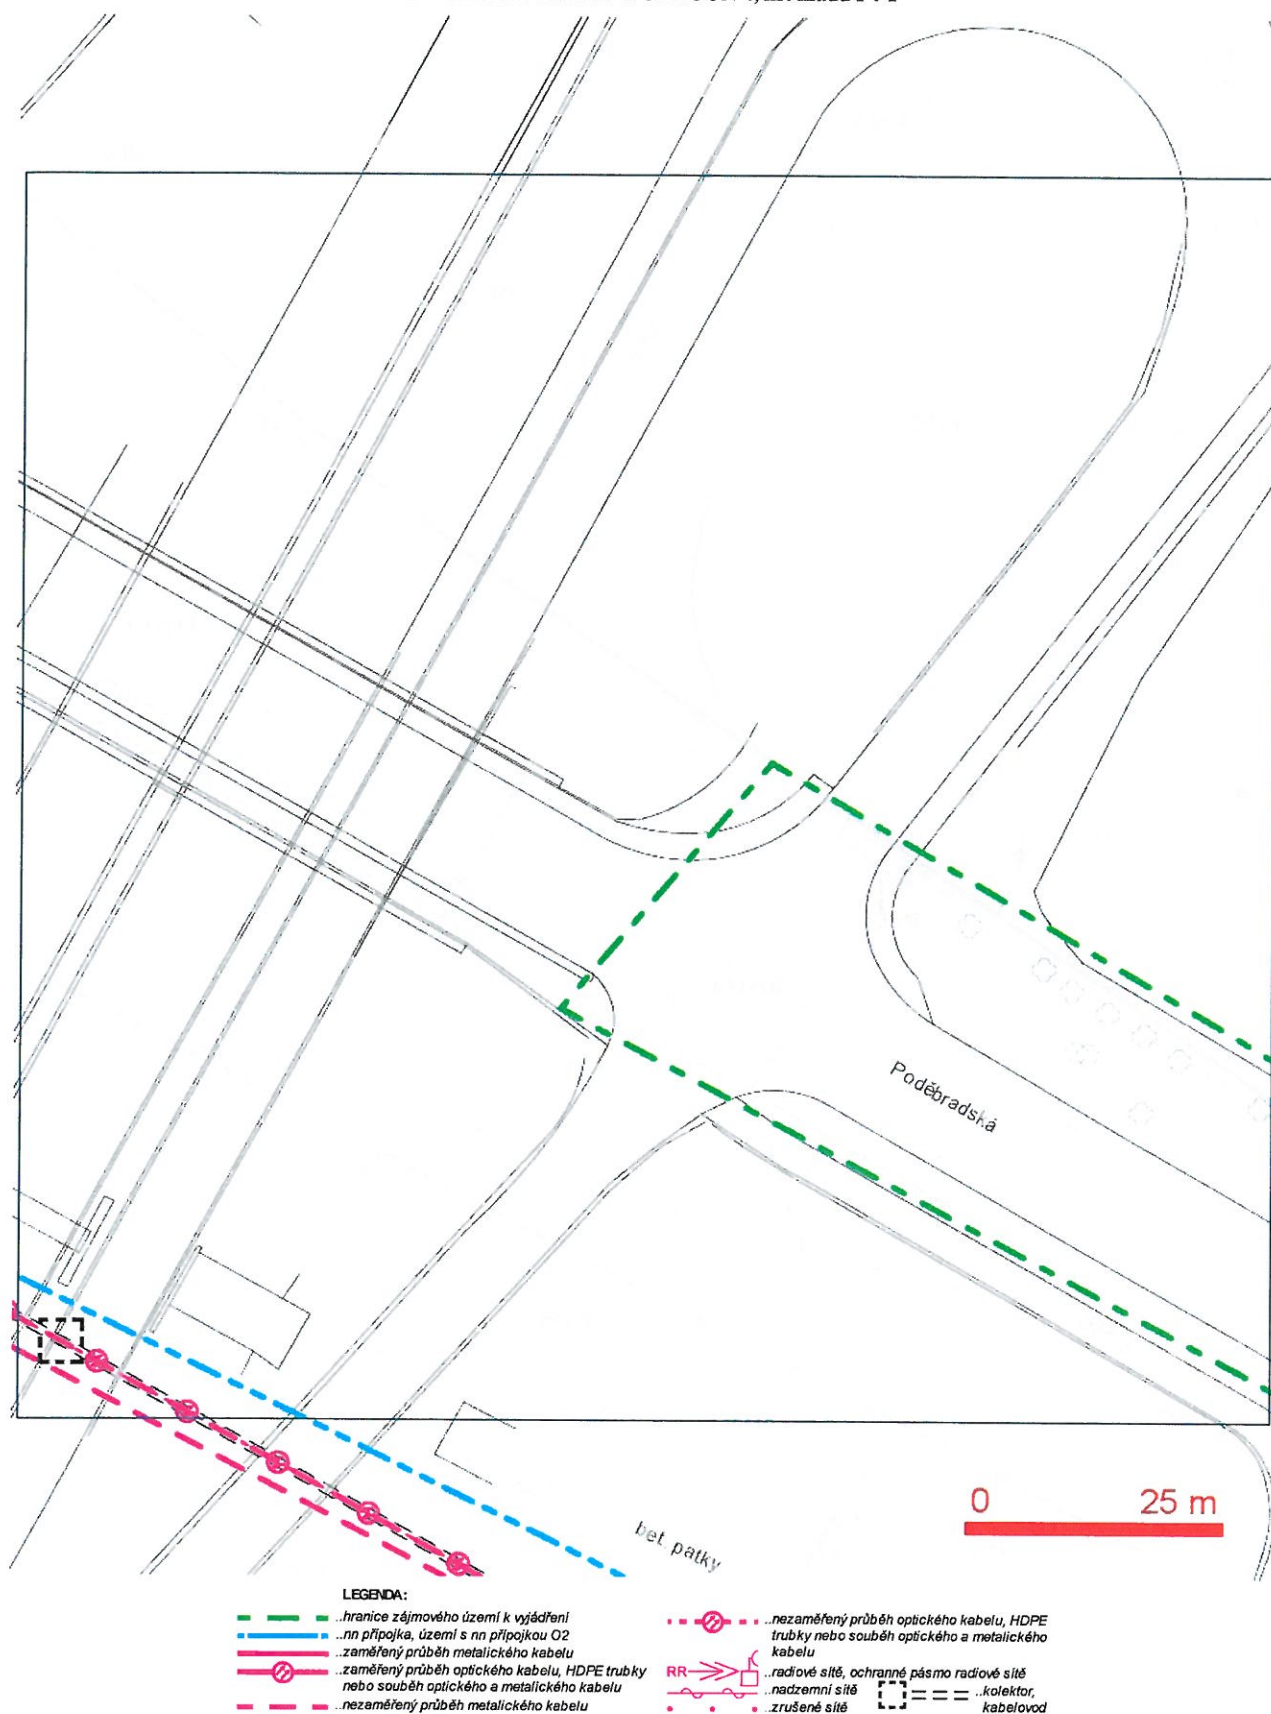 Poděbradská
0 25 m
bet. patky
LEGENDA:
..hranice zájmového území k vyjádření
..nn přípojka, území s nn přípojkou O2
..zaměřený průběh metalického kabelu
..zaměřený průběh optického kabelu, HDPE trubky
nebo souběh optického a metalického kabelu
..nezaměřený průběh metalického kabelu
..nezaměřený průběh optického kabelu, HDPE
trubky nebo souběh optického a metalického
kabelu
RR ..radiové sítě, ochranné pásmo radiové sítě
..nadzemní sítě
..zrušené sítě
..kolektor,
kabelovod